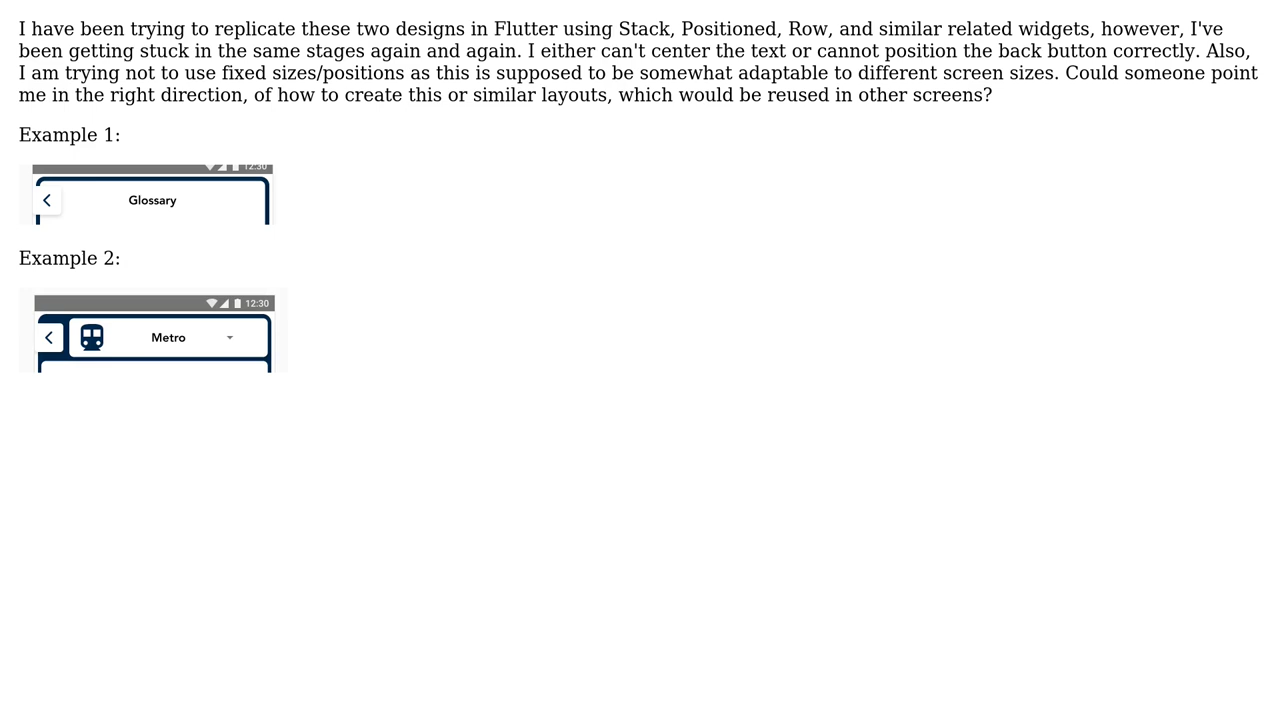 I have been trying to replicate these two designs in Flutter using Stack, Positioned, Row, and similar related widgets, however, I've
been getting stuck in the same stages again and again. I either can't center the text or cannot position the back button correctly. Also,
I am trying not to use fixed sizes/positions as this is supposed to be somewhat adaptable to different screen sizes. Could someone point
me in the right direction, of how to create this or similar layouts, which would be reused in other screens?
Example 1:
12:30
Glossary
Example 2:
12:30
Metro